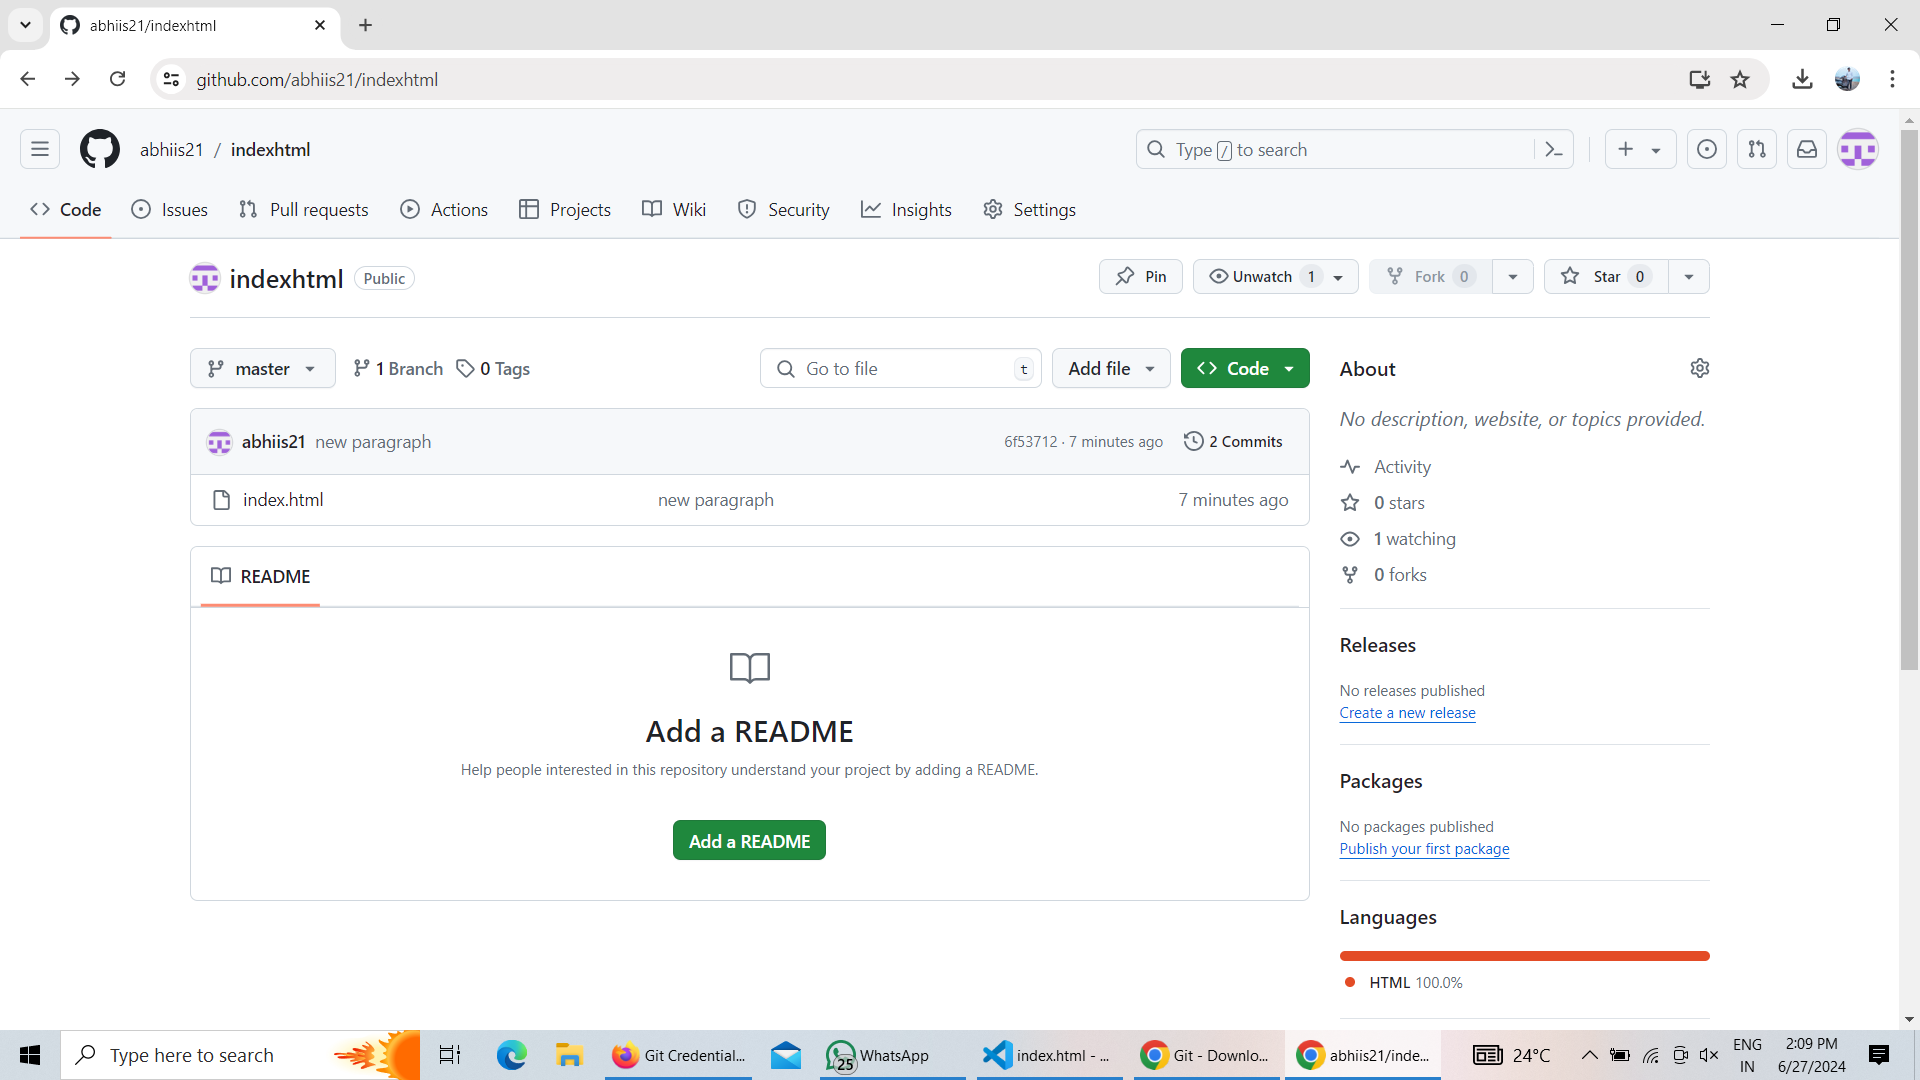 abhiis21/indexhtml
github.com/abhiis21/indexhtml
abhiis21 / indexhtml
Type / to search
Code Issues Pull requests Actions Projects Wiki Security Insights Settings
indexhtml Public
Pin Unwatch 1 Fork 0 Star 0
master 1 Branch 0 Tags Go to file t Add file Code
abhiis21 new paragraph 6f53712 · 7 minutes ago 2 Commits
index.html new paragraph 7 minutes ago
README
Add a README
Help people interested in this repository understand your project by adding a README.
Add a README
About
No description, website, or topics provided.
Activity
0 stars
1 watching
0 forks
Releases
No releases published
Create a new release
Packages
No packages published
Publish your first package
Languages
HTML 100.0%
Type here to search
Git Credential...
25 WhatsApp
index.html - ...
Git - Downlo...
abhiis21/inde...
24°C
ENG
IN
2:09 PM
6/27/2024